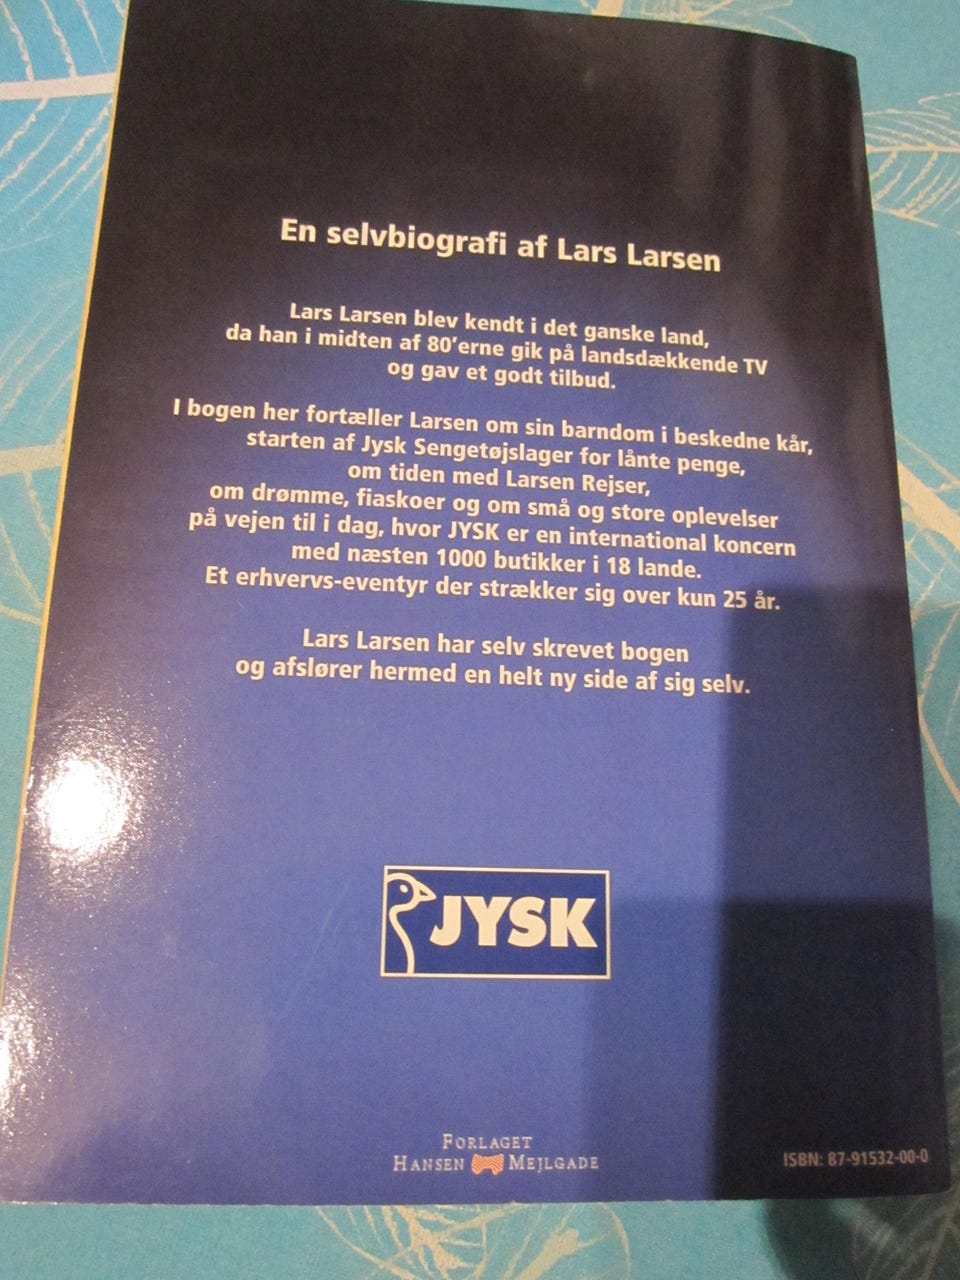 En selvbiografi af Lars Larsen
Lars Larsen blev kendt i det ganske land,
da han i midten af 80'erne gik på landsdækkende TV
og gav et godt tilbud.
I bogen her fortæller Larsen om sin barndom i beskedne kår,
starten af Jysk Sengetøjslager for lånte penge,
om tiden med Larsen Rejser,
om drømme, fiaskoer og om små og store oplevelser
på vejen til i dag, hvor JYSK er en international koncern
med næsten 1000 butikker i 18 lande.
Et erhvervs-eventyr der strækker sig over kun 25 år.
Lars Larsen har selv skrevet bogen
og afslører hermed en helt ny side af sig selv.
JYSK
FORLAGET
HANSEN MEJLGADE
ISBN: 87-91532-00-0